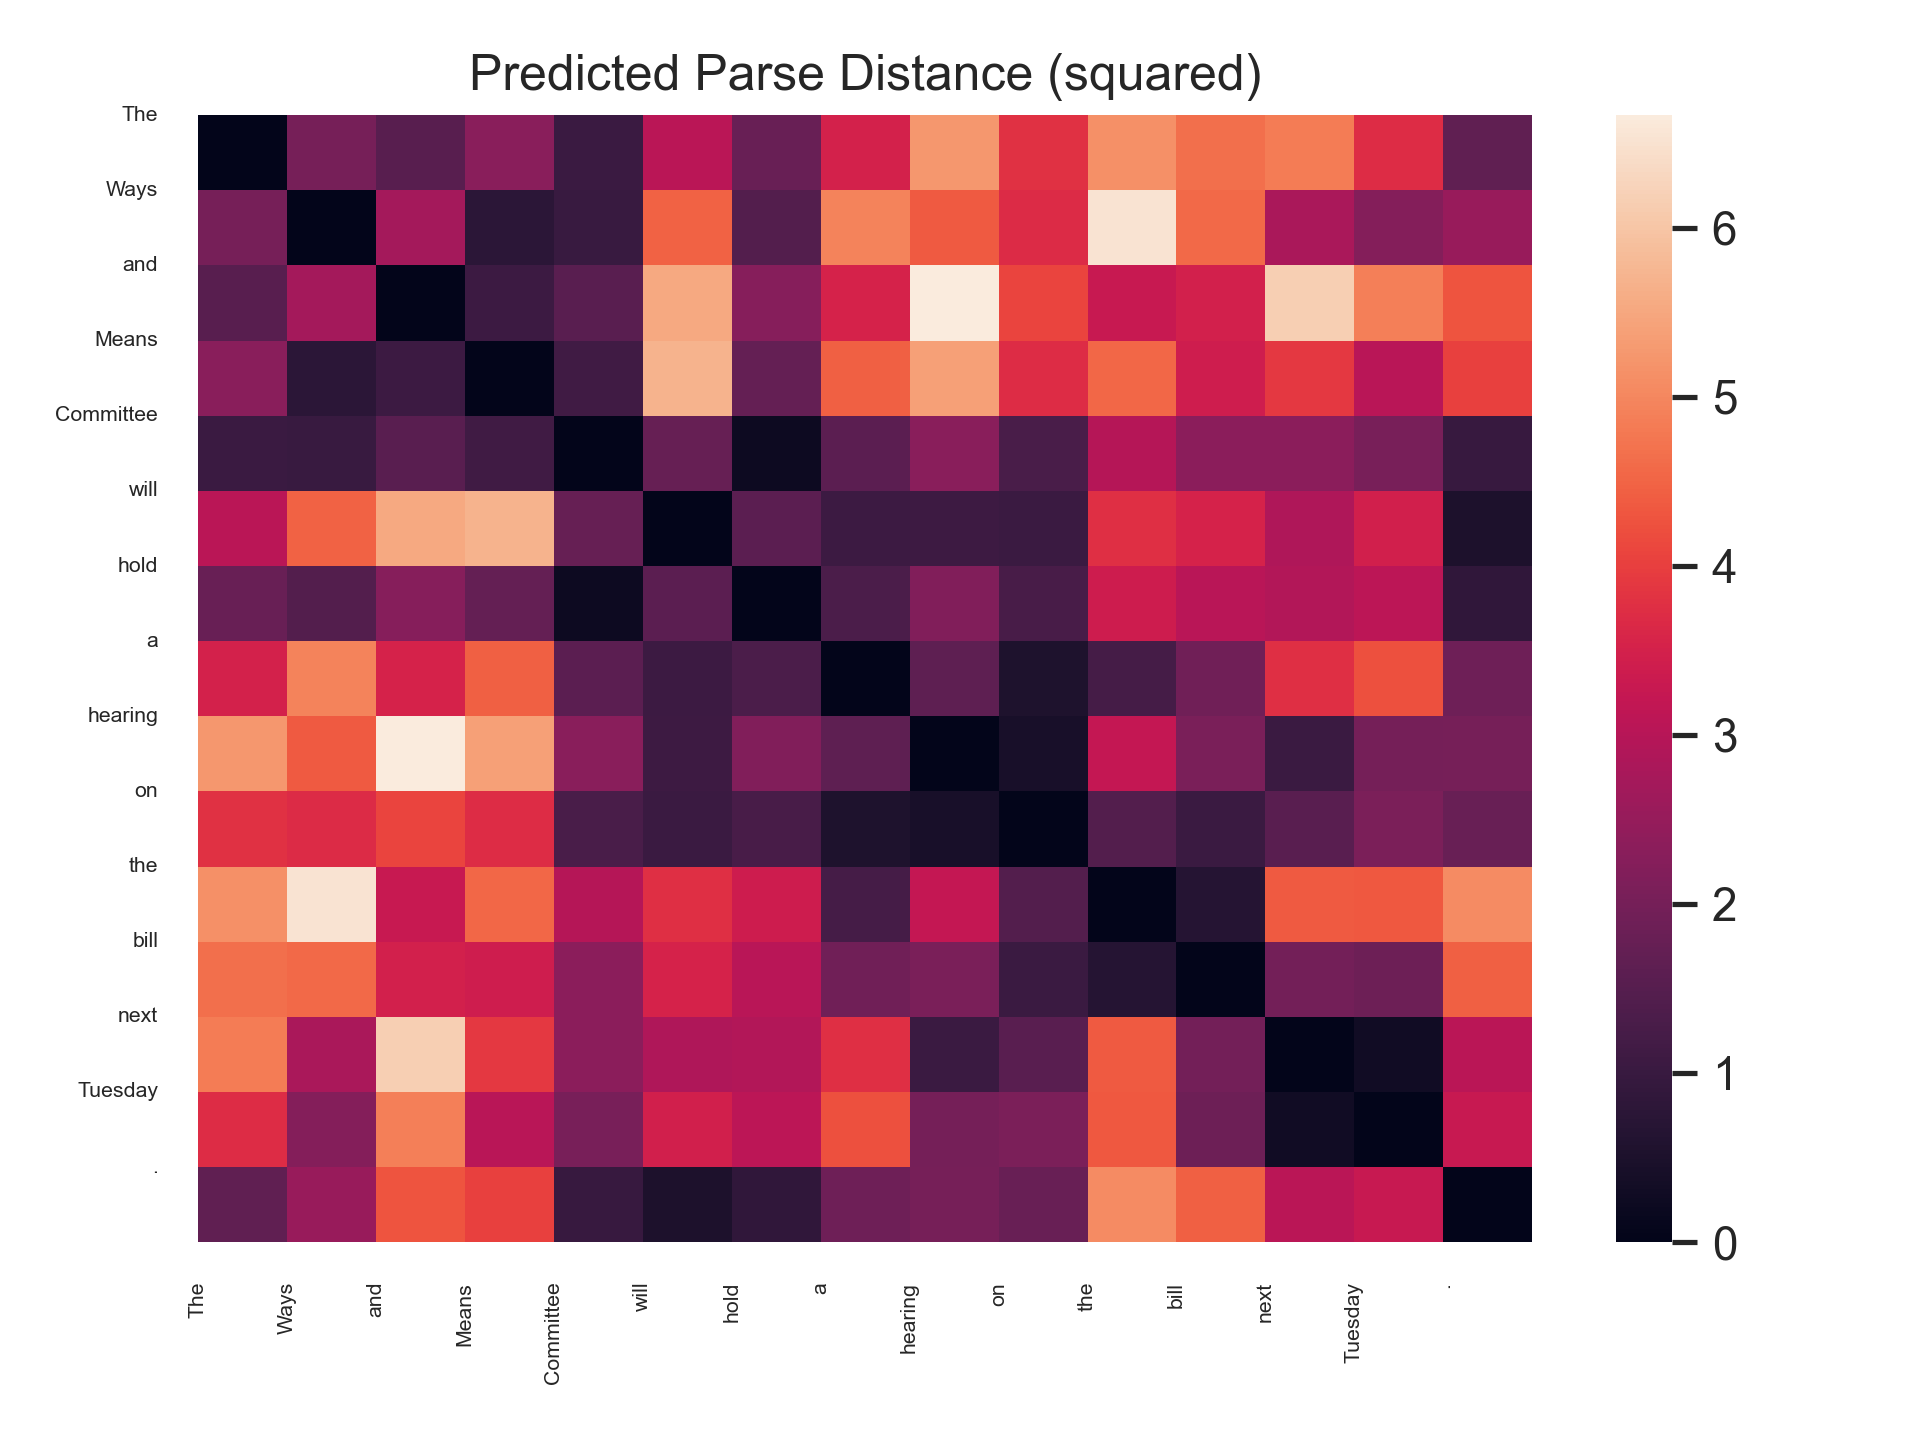 Predicted Parse Distance (squared)
The
Ways
and
Means
Committee
will
hold
a
hearing
on
the
bill
next
Tuesday
.
6
5
4
3
2
1
0
The
Ways
and
Means
Committee
will
hold
a
hearing
on
the
bill
next
Tuesday
.